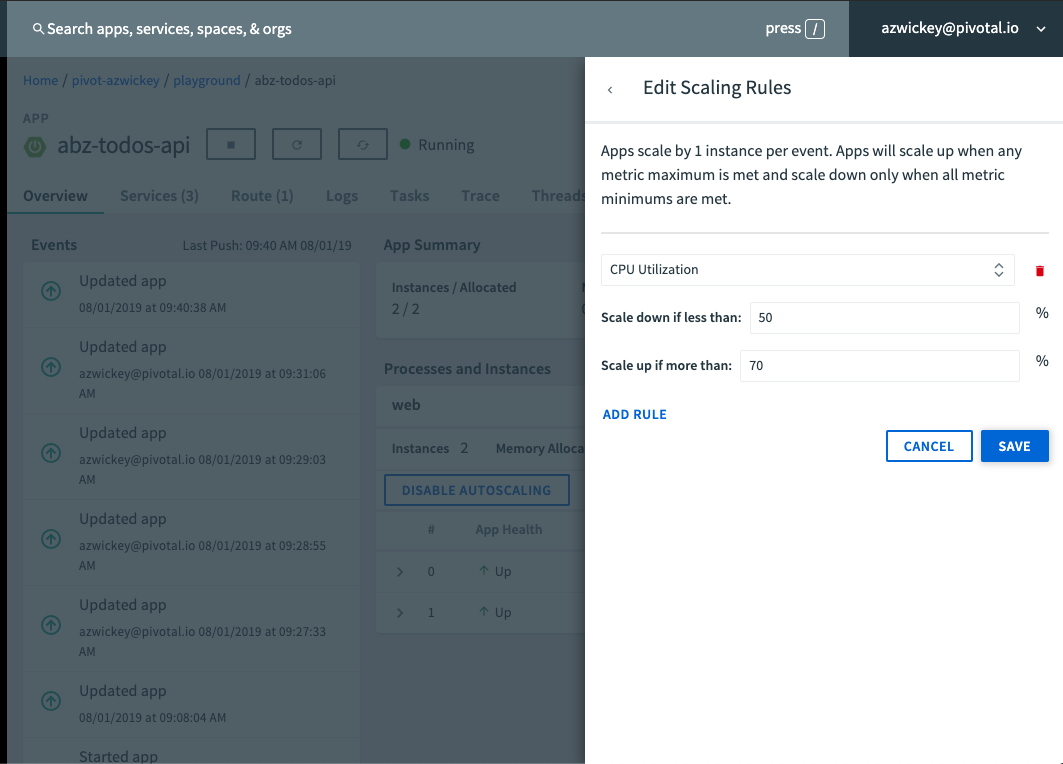 Search apps, services, spaces, & orgs
press /
azwickey@pivotal.io
Home / pivot-azwickey / playground / abz-todos-api
APP
abz-todos-api
Running
Overview Services (3) Route (1) Logs Tasks Trace Threads
Events
Last Push: 09:40 AM 08/01/19
Updated app
08/01/2019 at 09:40:38 AM
Updated app
azwickey@pivotal.io 08/01/2019 at 09:31:06
AM
Updated app
azwickey@pivotal.io 08/01/2019 at 09:29:03
AM
Updated app
azwickey@pivotal.io 08/01/2019 at 09:28:55
AM
Updated app
azwickey@pivotal.io 08/01/2019 at 09:27:33
AM
Updated app
08/01/2019 at 09:08:04 AM
Started app
App Summary
Instances / Allocated
2 / 2
Processes and Instances
web
Instances 2 Memory Alloca
DISABLE AUTOSCALING
# App Health
0 Up
1 Up
Edit Scaling Rules
Apps scale by 1 instance per event. Apps will scale up when any
metric maximum is met and scale down only when all metric
minimums are met.
CPU Utilization
Scale down if less than: 50 %
Scale up if more than: 70 %
ADD RULE
CANCEL SAVE